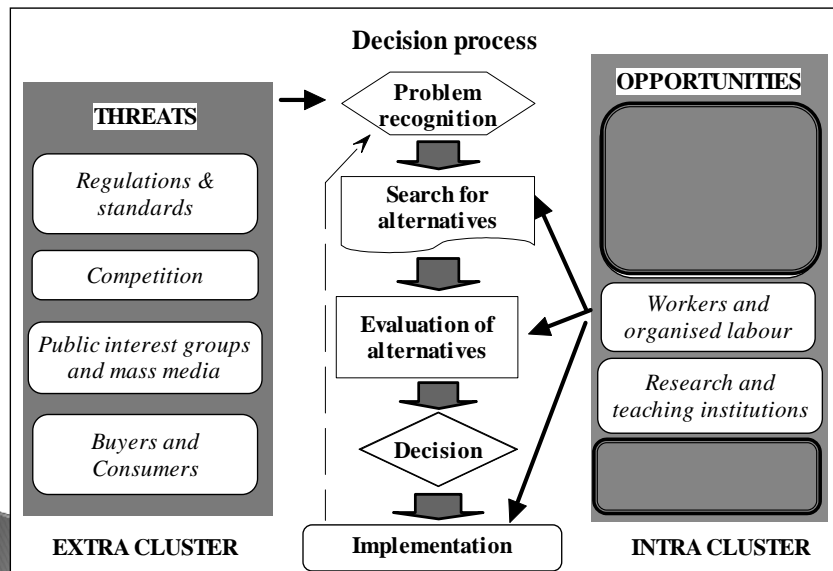 Decision process
THREATS
Regulations &
standards
Competition
Public interest groups
and mass media
Buyers and
Consumers
EXTRA CLUSTER
Problem
recognition
Search for
alternatives
Evaluation of
alternatives
Decision
Implementation
OPPORTUNITIES
Workers and
organised labour
Research and
teaching institutions
INTRA CLUSTER